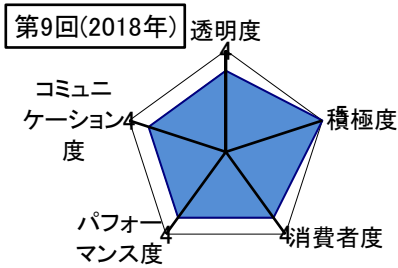 第9回(2018年)
透明度
4
コミュニ
ケーション
度
4
5
積極度
パフォー
マンス度
4
4
消費者度